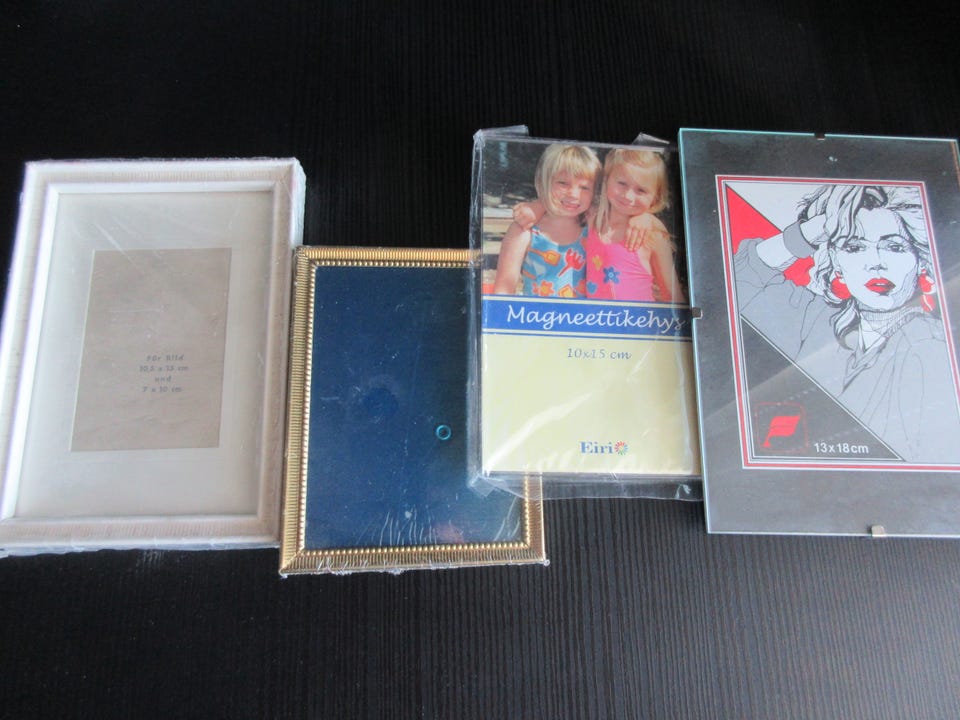 Für Bild
10,5 x 15 cm
und
7 x 10 cm
Magneettikehys
10x15 cm
Eiri
13x18cm